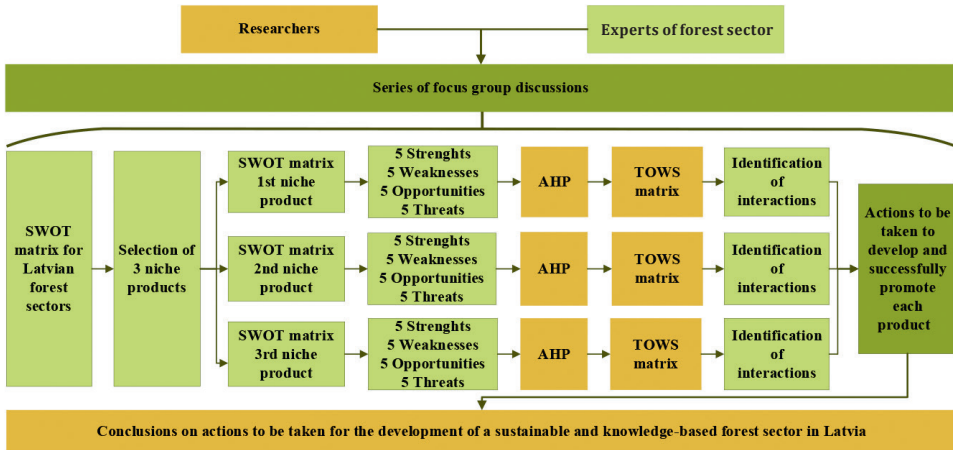 Researchers
Experts of forest sector
Series of focus group discussions
SWOT
matrix for
Latvian
forest
sectors
Selection of
3 niche
products
SWOT matrix
1st niche
product
5 Strenghts
5 Weaknesses
5 Opportunities
5 Threats
AHP
TOWS
matrix
Identification
of
interactions
SWOT matrix
2nd niche
product
5 Strenghts
5 Weaknesses
5 Opportunities
5 Threats
AHP
TOWS
matrix
Identification
of
interactions
SWOT matrix
3rd niche
product
5 Strenghts
5 Weaknesses
5 Opportunities
5 Threats
AHP
TOWS
matrix
Identification
of
interactions
Actions to be
taken to
develop and
successfully
promote
each
product
Conclusions on actions to be taken for the development of a sustainable and knowledge-based forest sector in Latvia